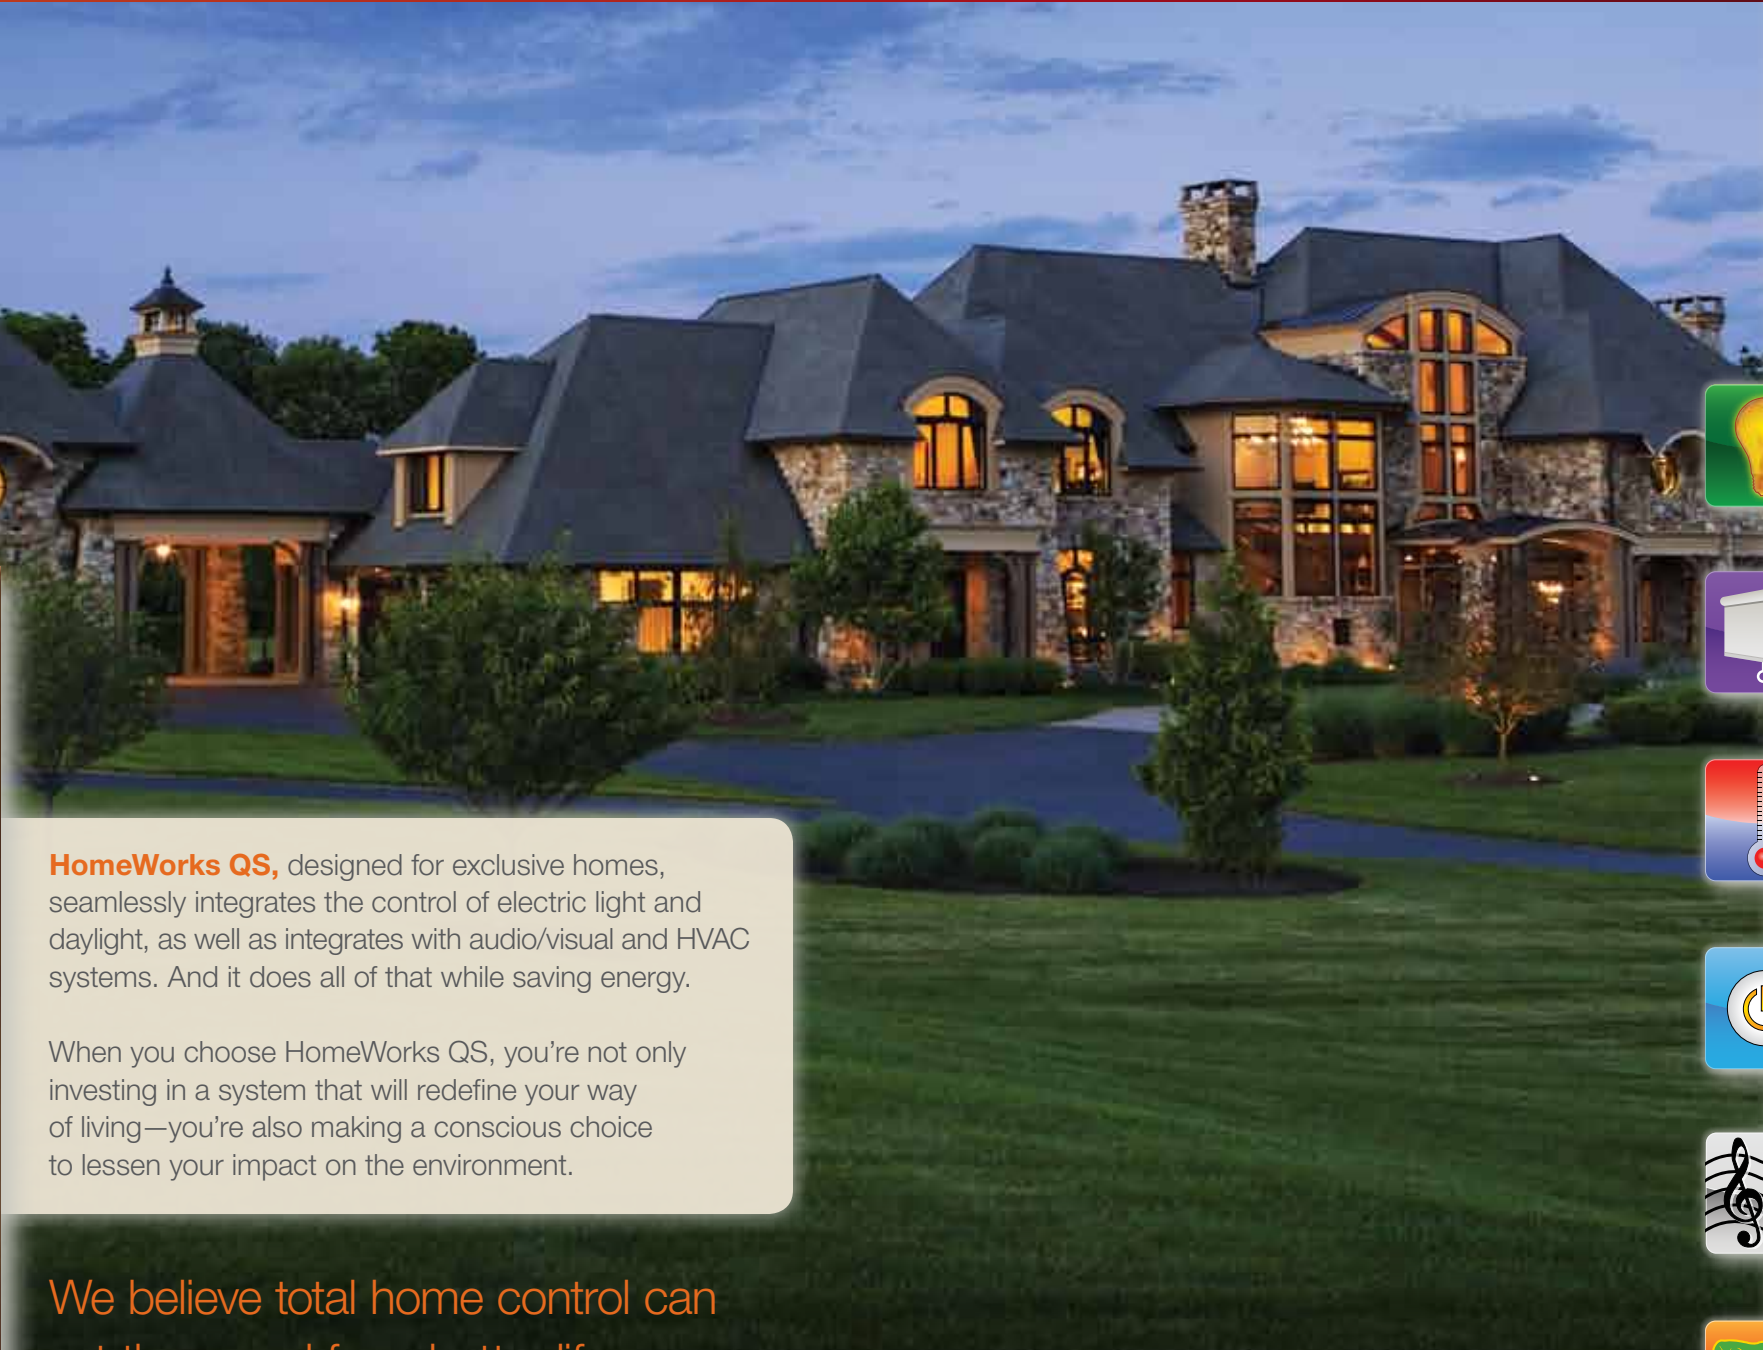 HomeWorks QS, designed for exclusive homes,
seamlessly integrates the control of electric light and
daylight, as well as integrates with audio/visual and HVAC
systems. And it does all of that while saving energy.
When you choose HomeWorks QS, you’re not only
investing in a system that will redefine your way
of living—you’re also making a conscious choice
to lessen your impact on the environment.
We believe total home control can